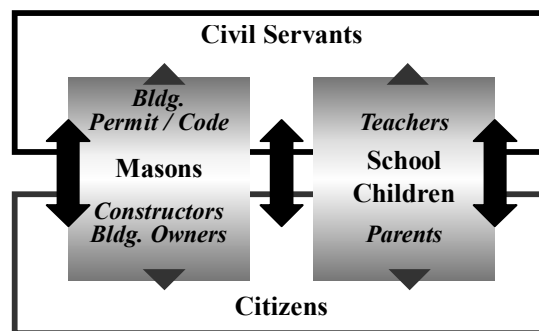 Civil Servants
Bldg.
Permit / Code
Masons
Constructors
Bldg. Owners
Teachers
School
Children
Parents
Citizens